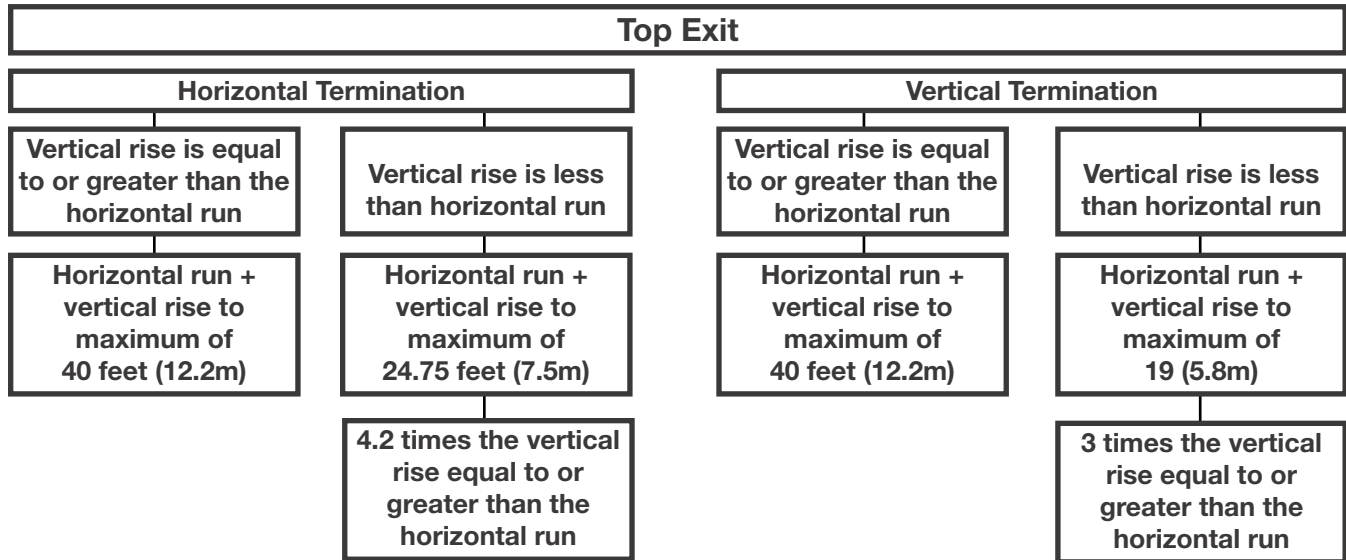 Top Exit
Horizontal Termination
Vertical rise is equal
to or greater than the
horizontal run
Horizontal run +
vertical rise to
maximum of
40 feet (12.2m)
Vertical rise is less
than horizontal run
Horizontal run +
vertical rise to
maximum of
24.75 feet (7.5m)
4.2 times the vertical
rise equal to or
greater than the
horizontal run
Vertical Termination
Vertical rise is equal
to or greater than the
horizontal run
Horizontal run +
vertical rise to
maximum of
40 feet (12.2m)
Vertical rise is less
than horizontal run
Horizontal run +
vertical rise to
maximum of
19 (5.8m)
3 times the vertical
rise equal to or
greater than the
horizontal run